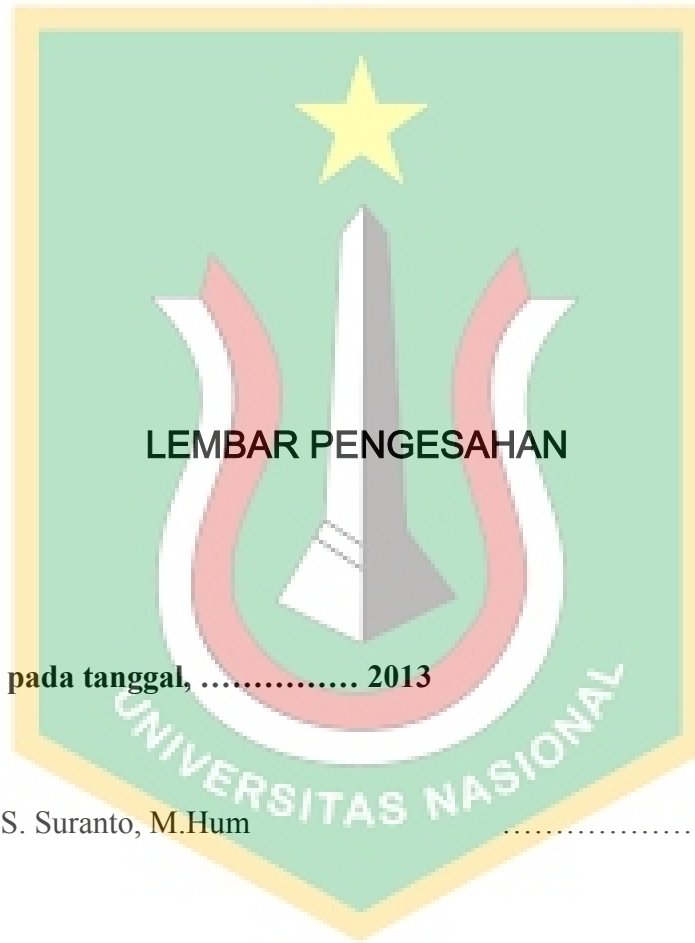 LEMBAR PENGESAHAN
pada tanggal, …………… 2013
UNIVERSITAS NASIONAL
S. Suranto, M.Hum ………………